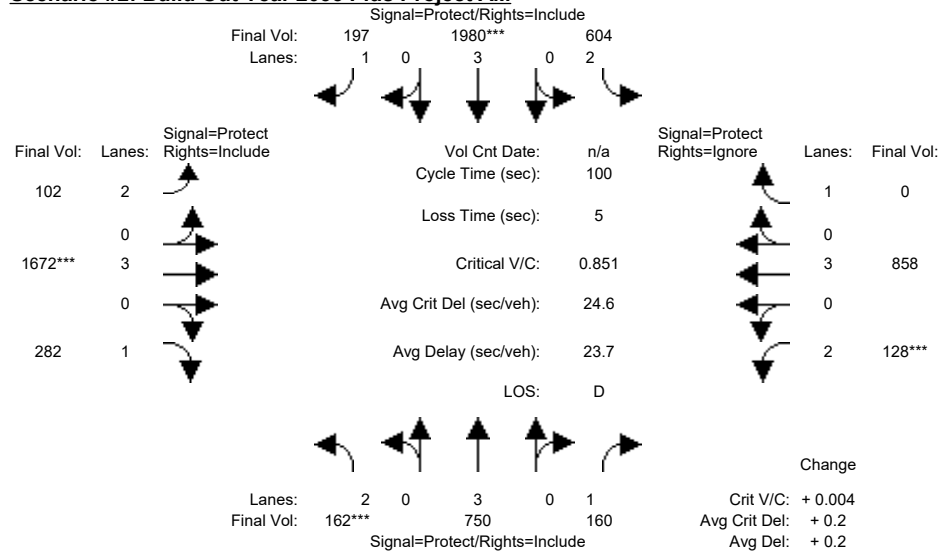 Signal=Protect/Rights=Include
Final Vol: 197 1980*** 604
Lanes: 1 0 3 0 2
Signal=Protect
Final Vol: Lanes: Rights=Include
Vol Cnt Date: n/a
Signal=Protect
Rights=Ignore Lanes: Final Vol:
Cycle Time (sec): 100
102 2
1 0
Loss Time (sec): 5
0
0
1672*** 3
Critical V/C: 0.851
3 858
0
Avg Crit Del (sec/veh): 24.6
0
282 1
Avg Delay (sec/veh): 23.7
2 128***
LOS: D
Change
Lanes: 2 0 3 0 1
Crit V/C: + 0.004
Final Vol: 162*** 750 160
Avg Crit Del: + 0.2
Signal=Protect/Rights=Include
Avg Del: + 0.2